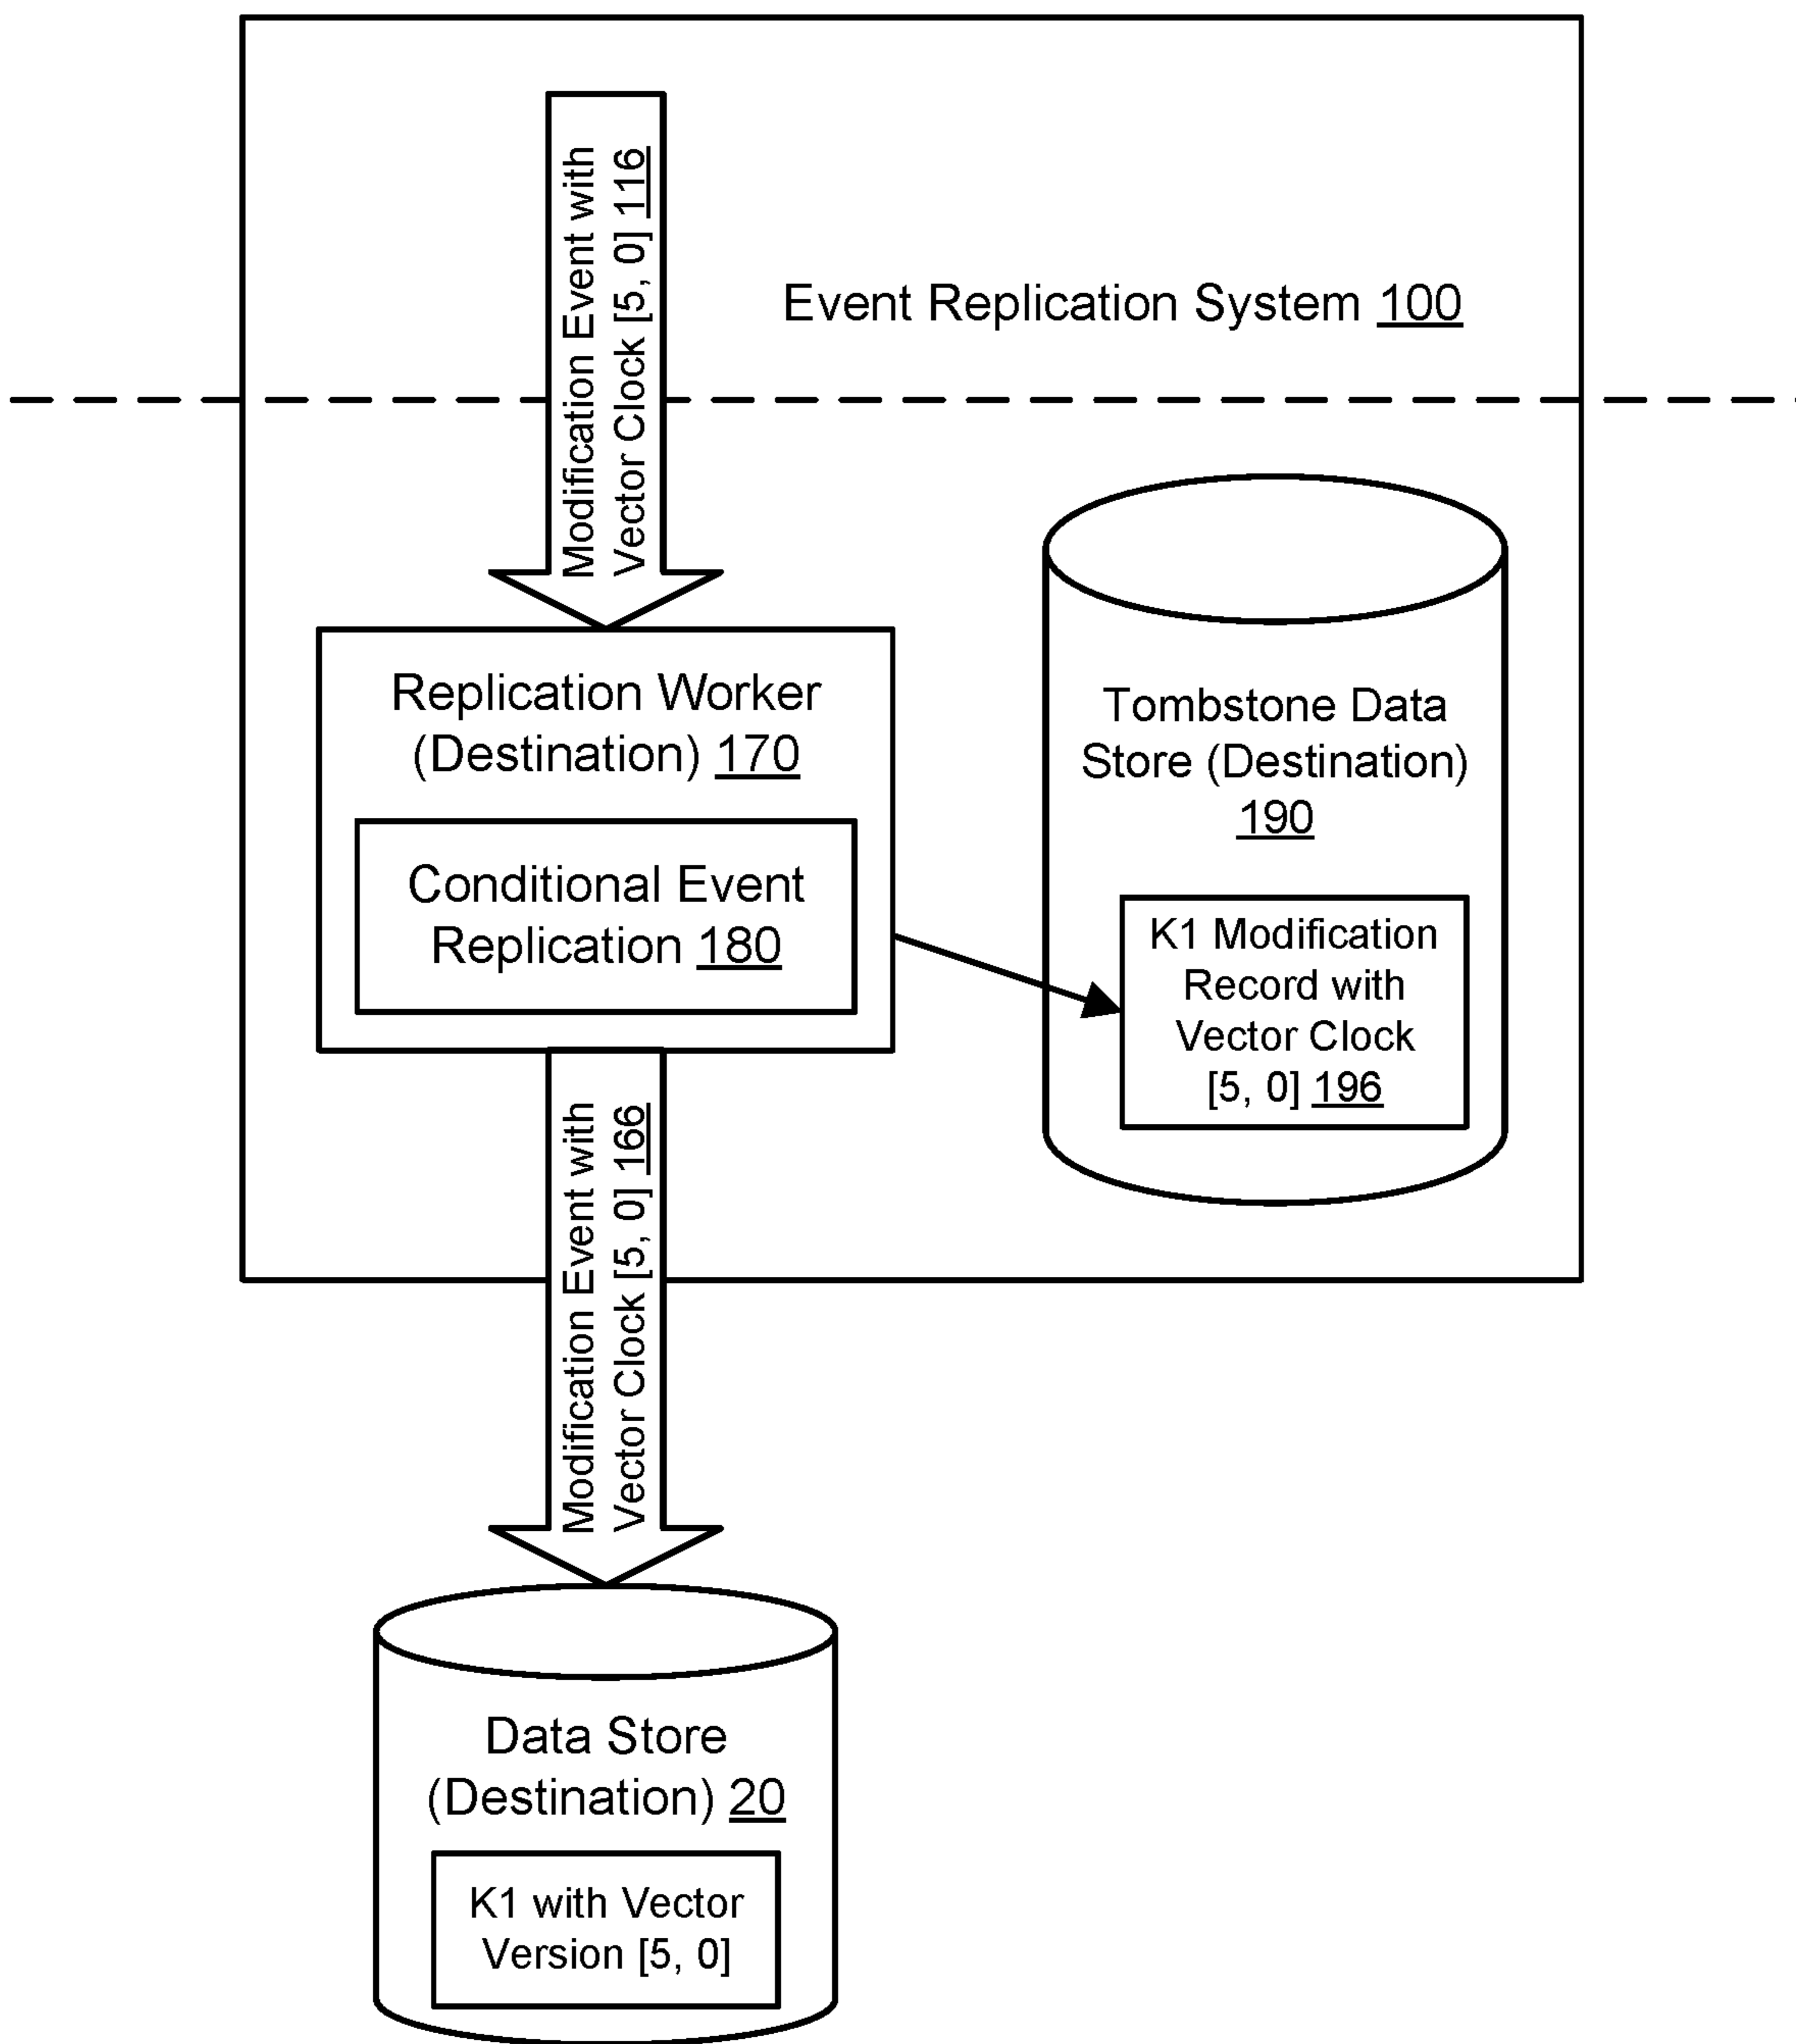 Modification Event with
Vector Clock [5, 0] 116
Event Replication System 100
Replication Worker
(Destination) 170
Conditional Event
Replication 180
Tombstone Data
Store (Destination)
190
K1 Modification
Record with
Vector Clock
[5, 0] 196
Modification Event with
Vector Clock [5, 0] 166
Data Store
(Destination) 20
K1 with Vector
Version [5, 0]